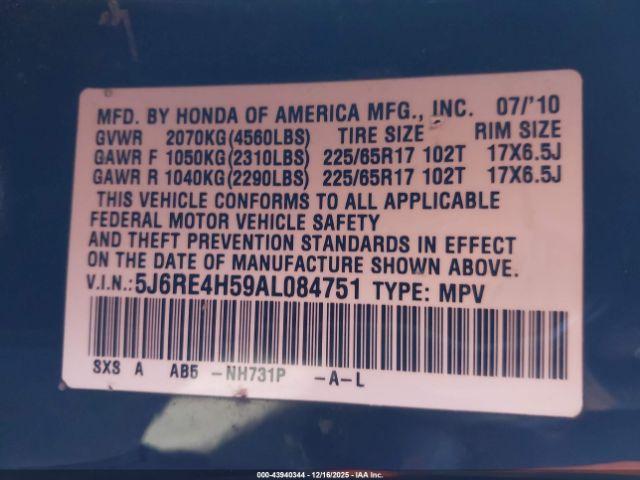 MFD. BY HONDA OF AMERICA MFG., INC. 07/'10
GVWR 2070KG(4560LBS) TIRE SIZE RIM SIZE
GAWR F 1050KG(2310LBS) 225/65R17 102T 17X6.5J
GAWR R 1040KG(2290LBS) 225/65R17 102T 17X6.5J
THIS VEHICLE CONFORMS TO ALL APPLICABLE
FEDERAL MOTOR VEHICLE SAFETY
AND THEFT PREVENTION STANDARDS IN EFFECT
ON THE DATE OF MANUFACTURE SHOWN ABOVE.
V.I.N.:5J6RE4H59AL084751 TYPE: MPV
SXS A AB5 -NH731P -A-L
000-43940344 - 12/16/2025 - IAA Inc.